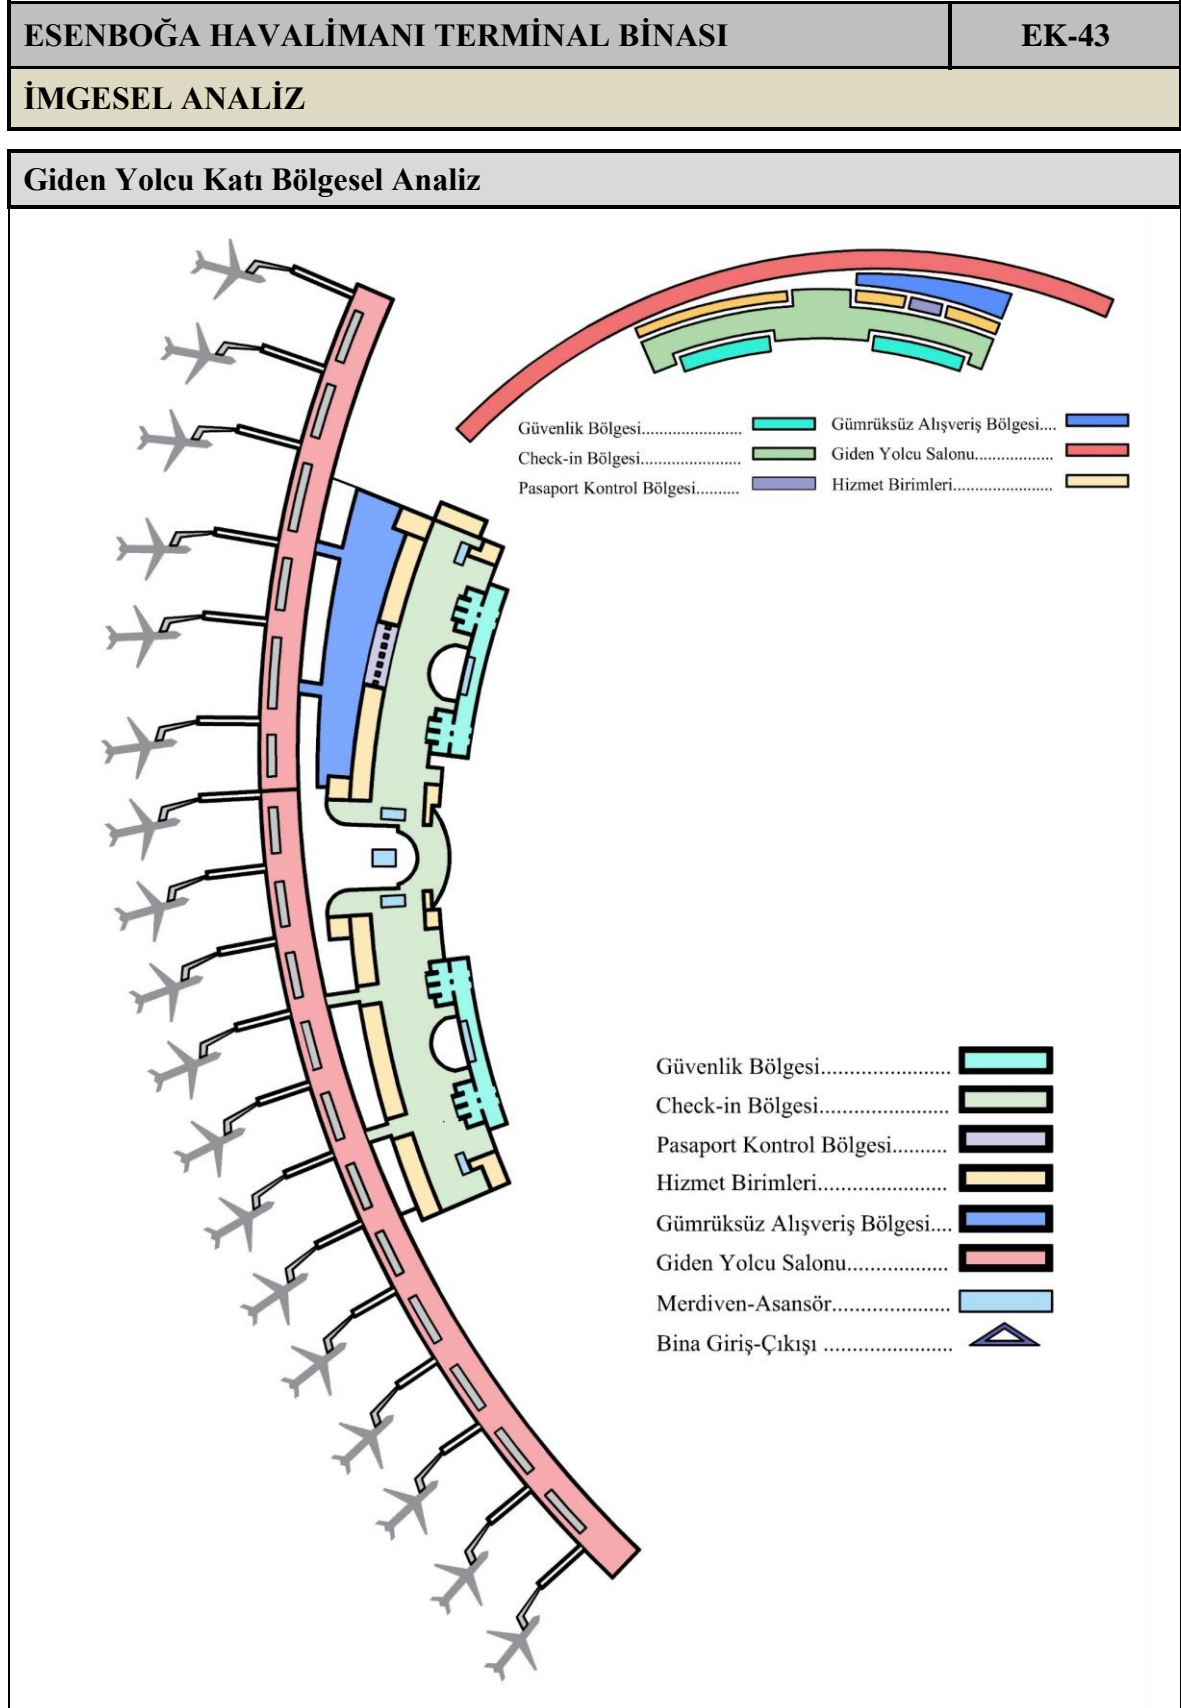 ESENBOĞA HAVALİMANI TERMİNAL BİNASI EK-43
İMGESEL ANALİZ
Giden Yolcu Katı Bölgesel Analiz
Güvenlik Bölgesi.......................
Check-in Bölgesi.......................
Pasaport Kontrol Bölgesi..........
Gümrüksüz Alışveriş Bölgesi....
Giden Yolcu Salonu..................
Hizmet Birimleri.......................
Güvenlik Bölgesi.......................
Check-in Bölgesi.......................
Pasaport Kontrol Bölgesi..........
Hizmet Birimleri.......................
Gümrüksüz Alışveriş Bölgesi....
Giden Yolcu Salonu..................
Merdiven-Asansör.....................
Bina Giriş-Çıkışı .......................